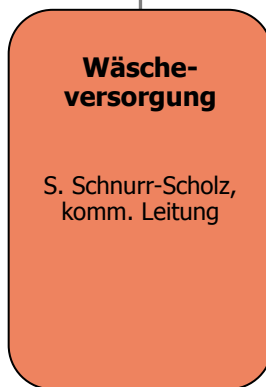 Wäsche-
versorgung
S. Schnurr-Scholz,
komm. Leitung